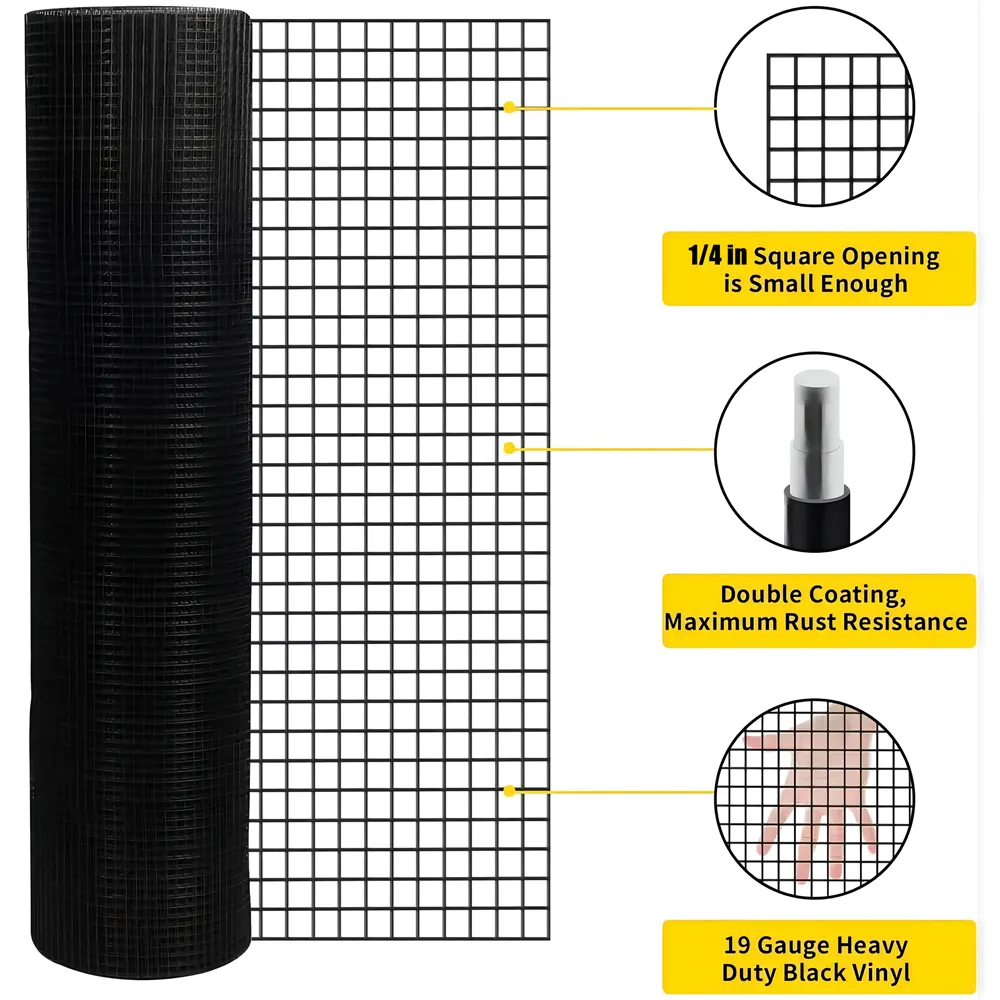 1/4 in Square Opening
is Small Enough
Double Coating,
Maximum Rust Resistance
19 Gauge Heavy
Duty Black Vinyl